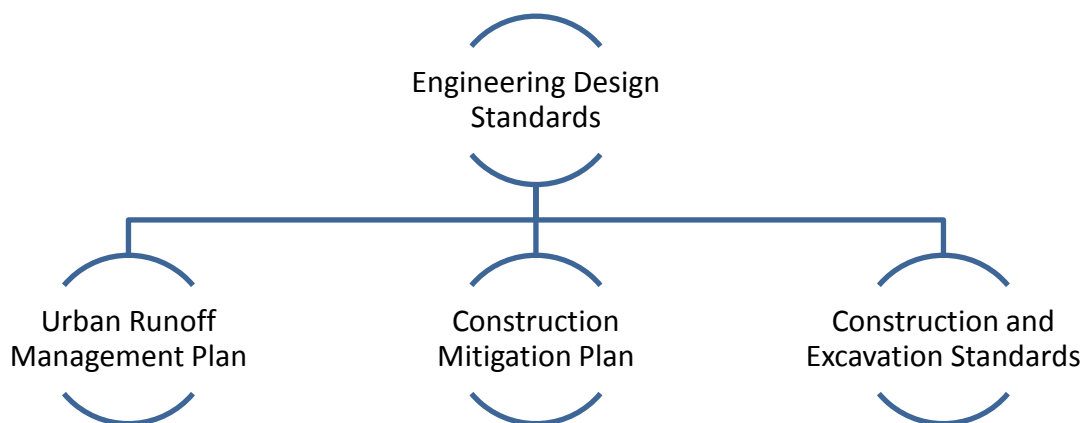 Engineering Design
Standards
Urban Runoff
Management Plan
Construction
Mitigation Plan
Construction and
Excavation Standards